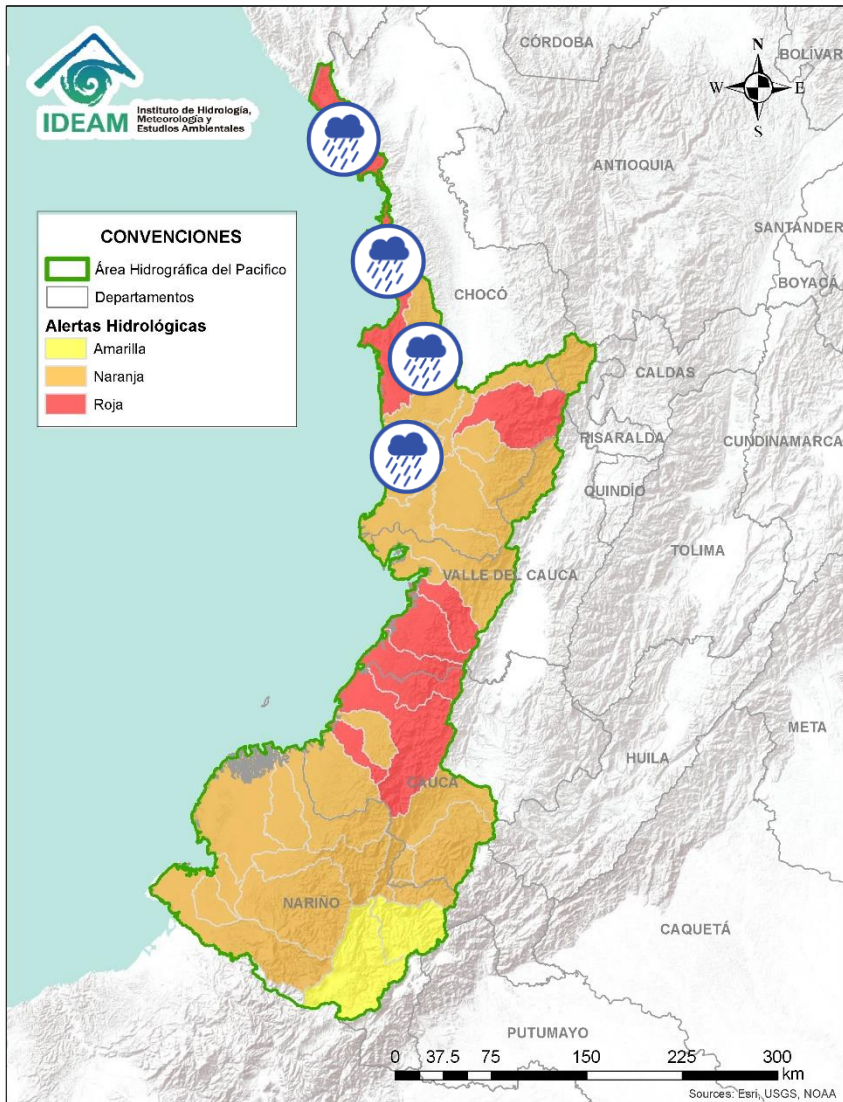 IDEAM
Instituto de Hidrología,
Meteorología y
Estudios Ambientales
CÓRDOBA
BOLÍVAR
N
W
E
S
ANTIOQUIA
SANTANDER
BOYACÁ
CHOCÓ
CALDAS
RISARALDA
CUNDINAMARCA
QUINDÍO
TOLIMA
VALLE DEL CAUCA
META
HUILA
CAUCA
NARIÑO
CAQUETÁ
PUTUMAYO
CONVENCIONES
Área Hidrográfica del Pacifico
Departamentos
Alertas Hidrológicas
Amarilla
Naranja
Roja
0 37.5 75 150 225 300
km
Sources: Esri, USGS, NOAA